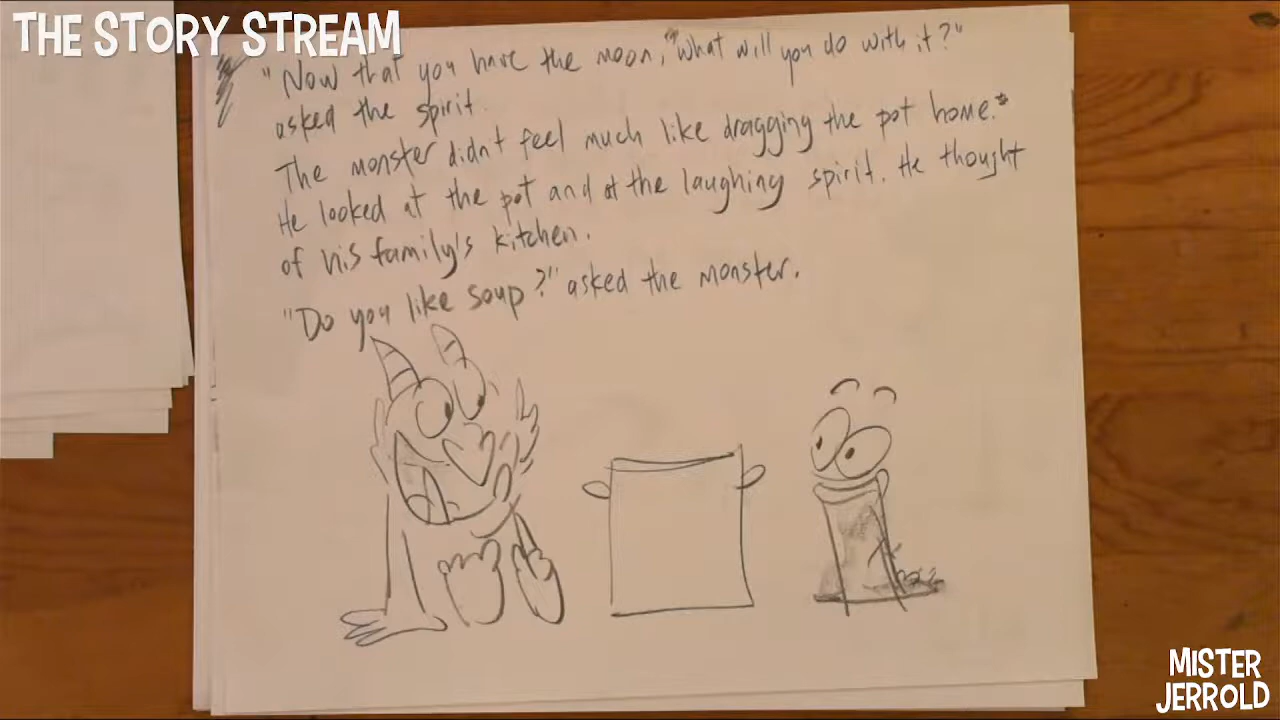 THE STORY STREAM
"Now that you have the moon, "what will you do with it?"
asked the spirit.
The monster didn't feel much like dragging the pot home.
He looked at the pot and at the laughing spirit. He thought
of his family's kitchen.
"Do you like soup?" asked the monster.
MISTER
JERROLD